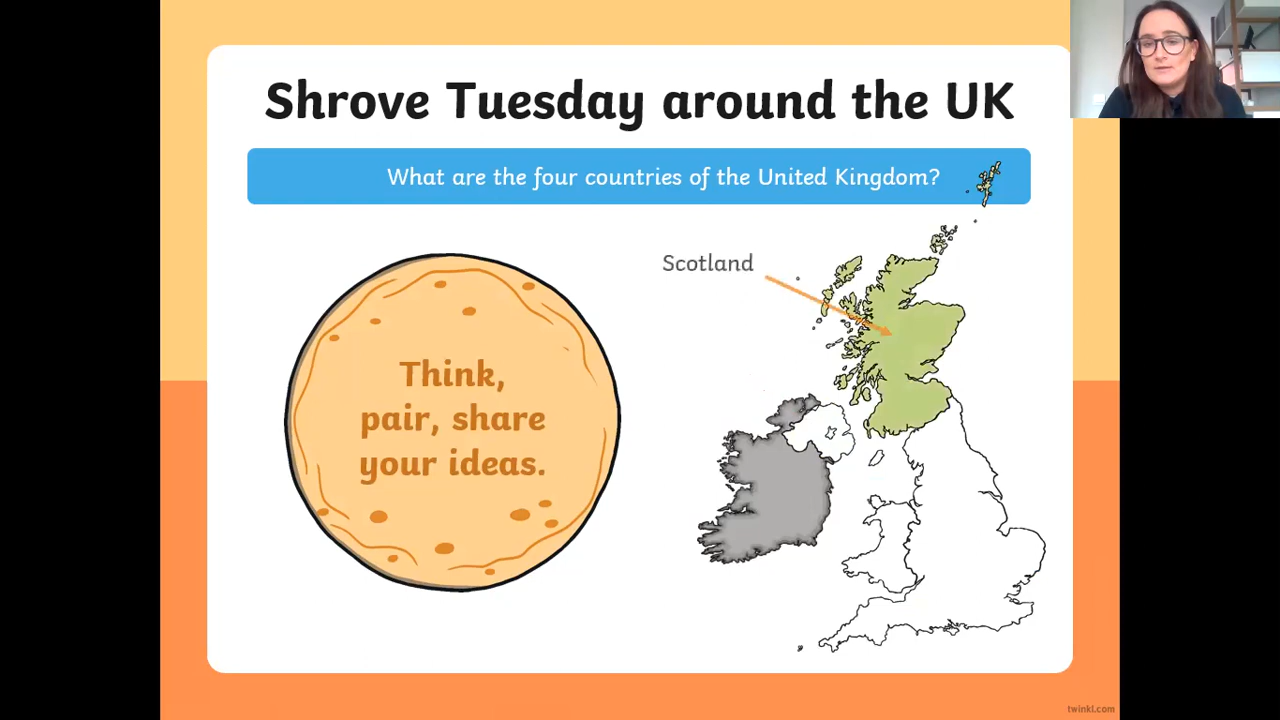 Shrove Tuesday around the UK
What are the four countries of the United Kingdom?
Scotland
Think,
pair, share
your ideas.
twinkl.com